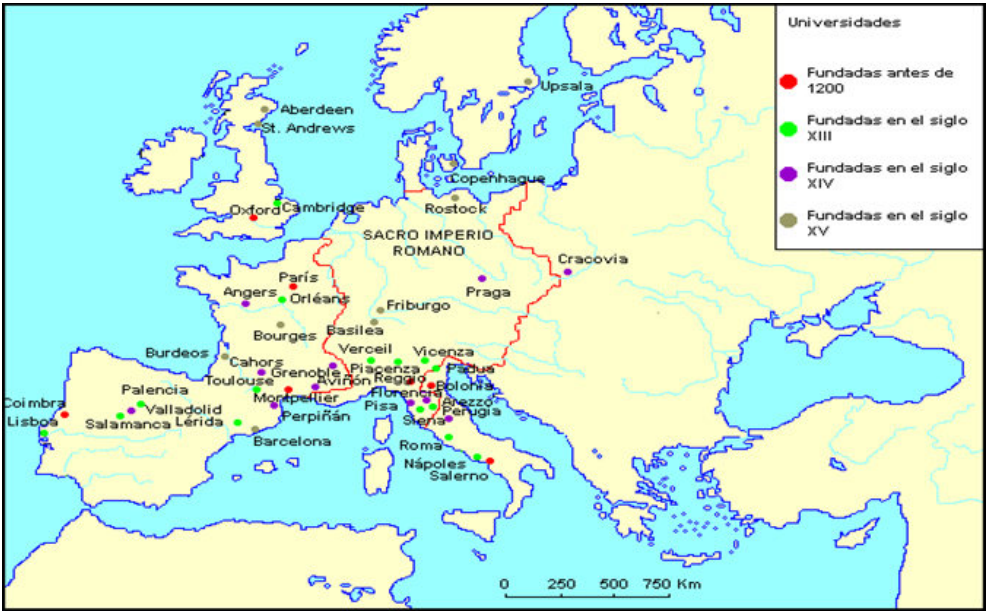 Universidades
Fundadas antes de
1200
Fundadas en el siglo
XIII
Fundadas en el siglo
XIV
Fundadas en el siglo
XV
Upsala
Aberdeen
St. Andrews
Copenhague
Rostock
Oxford
Cambridge
SACRO IMPERIO
ROMANO
Cracovia
París
Praga
Angers
Orléans
Friburgo
Bourges
Basilea
Burdeos
Verceil
Vicenza
Cahors
Grenoble
Piacenza
Padua
Toulouse
Aviñón
Reggio
Bolonia
Palencia
Montpellier
Florencia
Arezzo
Coimbra
Valladolid
Perpiñán
Pisa
Perugia
Lisboa
Salamanca
Lérida
Siena
Barcelona
Roma
Nápoles
Salerno
0 250 500 750 Km